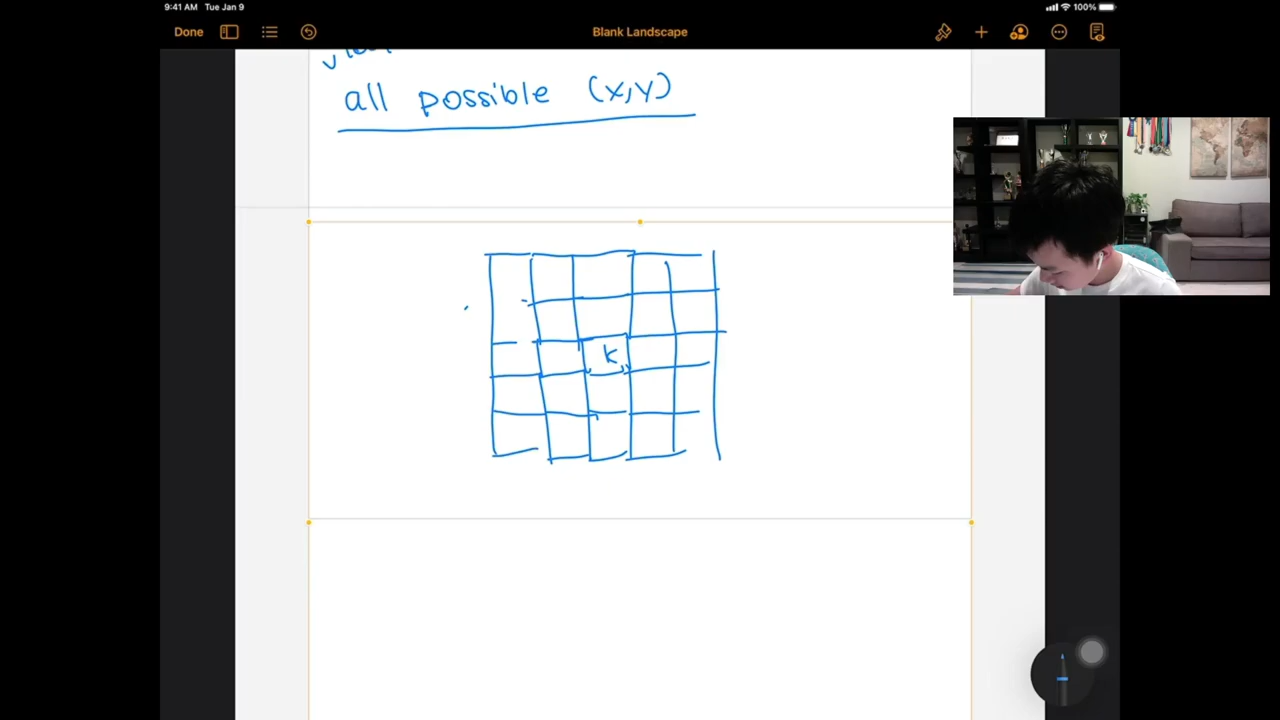 9:41 AM Tue Jan 9
100%
Done
Blank Landscape
all possible (x,y)
K